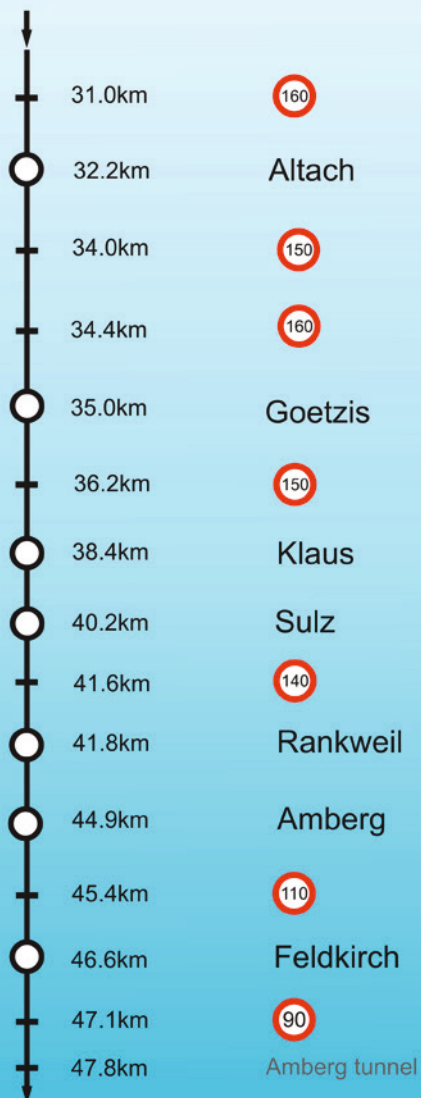 31.0km 160
32.2km Altach
34.0km 150
34.4km 160
35.0km Goetzis
36.2km 150
38.4km Klaus
40.2km Sulz
41.6km 140
41.8km Rankweil
44.9km Amberg
45.4km 110
46.6km Feldkirch
47.1km 90
47.8km Amberg tunnel